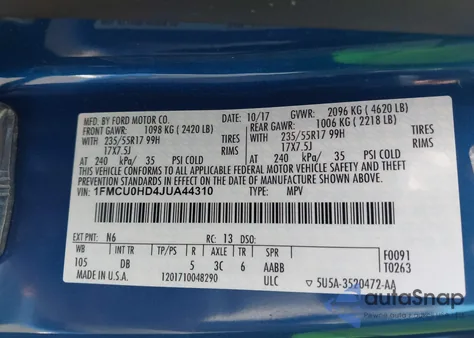 MFD. BY FORD MOTOR CO. 10/17 GVWR: 2096 KG (4620 LB)
FRONT GAWR: 1098 KG (2420 LB) REAR GAWR: 1006 KG (2218 LB)
WITH TIRES WITH TIRES
235/55R17 99H 235/55R17 99H
17X7.5J 17X7.5J
AT 240 kPa/ 35 PSI COLD AT 240 kPa/ 35 PSI COLD
THIS VEHICLE CONFORMS TO ALL APPLICABLE FEDERAL MOTOR VEHICLE SAFETY AND THEFT PREVENTION STANDARDS IN EFFECT ON THE DATE OF MANUFACTURE SHOWN ABOVE.
VIN: 1FMCU0HD4JUA44310 TYPE: MPV
EXT PNT: N6 RC: 13 DSO:
WB TP/PS AXLE TR SPR F0091
105 DB 5 3C 6 AABB T0263
MADE IN U.S.A. 1201710048290 ULC 5U5A-3520472-AA
autoSnap